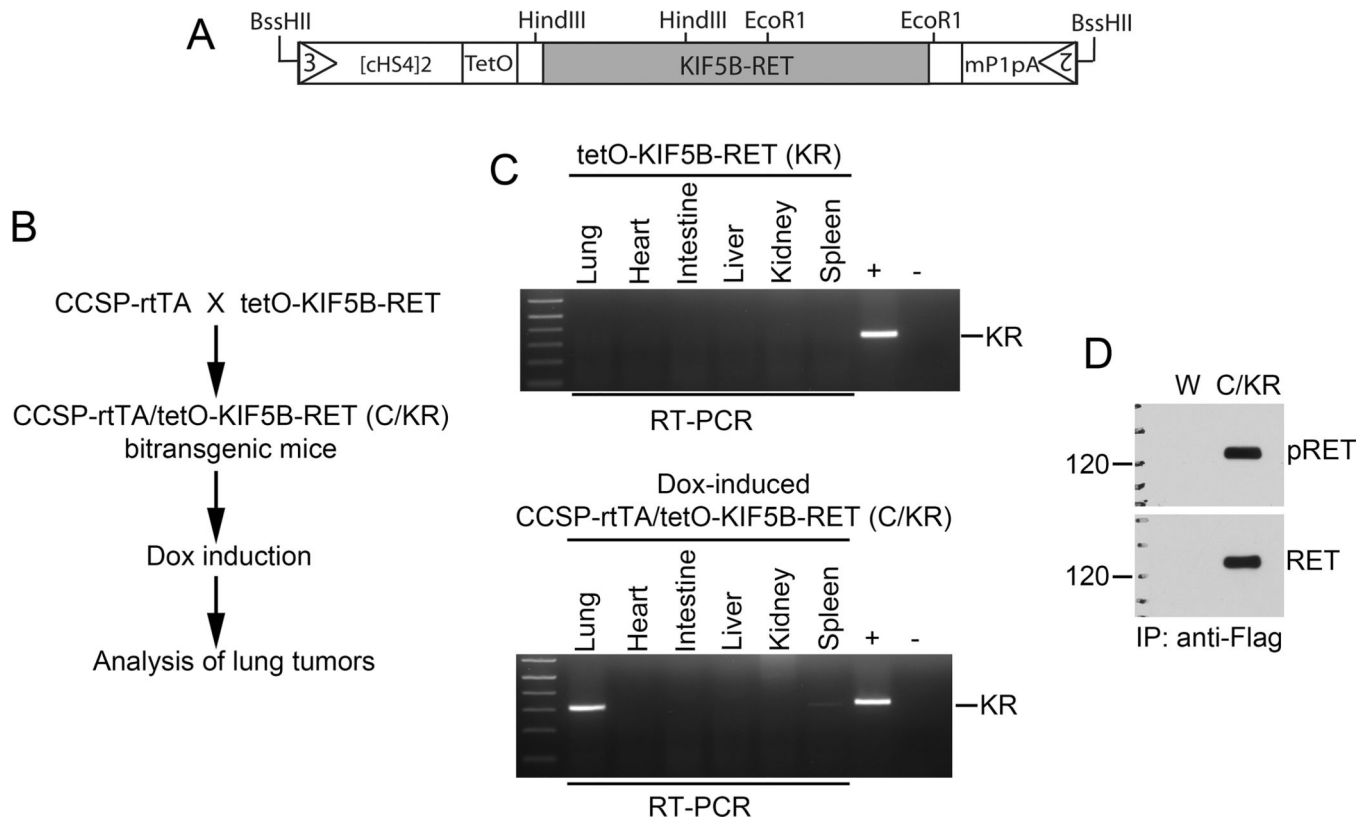 A
BssHII
HindIII
HindIII
EcoR1
EcoR1
BssHII
3
[cHS4]2
TetO
KIF5B-RET
mP1pA
2
B
CCSP-rtTA X tetO-KIF5B-RET
CCSP-rtTA/tetO-KIF5B-RET (C/KR)
bitransgenic mice
Dox induction
Analysis of lung tumors
C
tetO-KIF5B-RET (KR)
Lung
Heart
Intestine
Liver
Kidney
Spleen
+
-
KR
RT-PCR
Dox-induced
CCSP-rtTA/tetO-KIF5B-RET (C/KR)
Lung
Heart
Intestine
Liver
Kidney
Spleen
+
-
KR
RT-PCR
D
W C/KR
120
pRET
120
RET
IP: anti-Flag